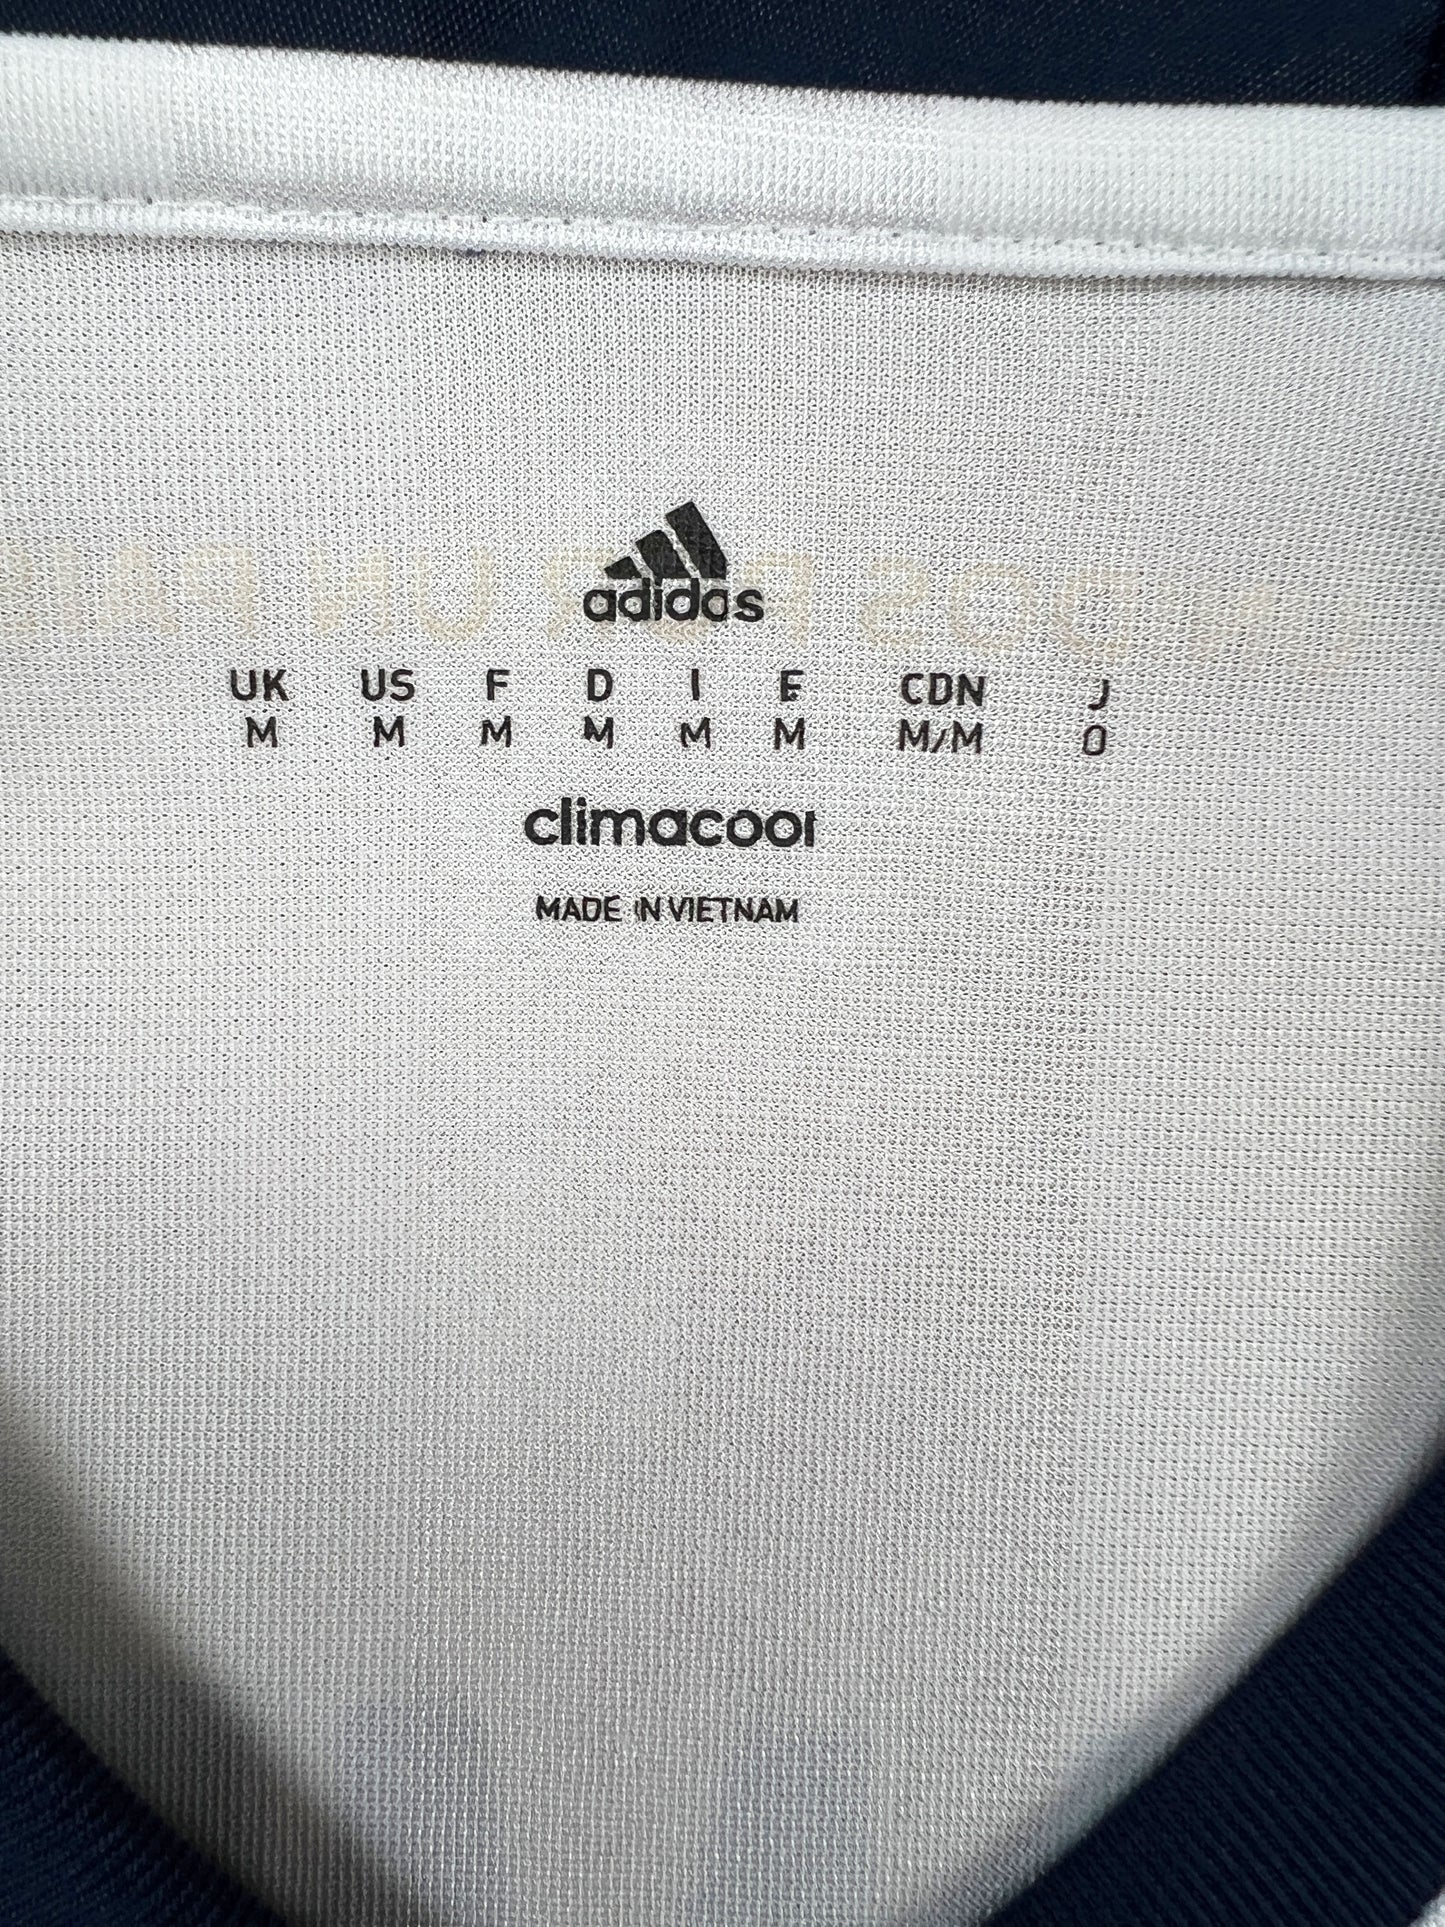 adidas
UK US F D I E CDN J
M M M M M M M/M O
climacool
MADE IN VIETNAM